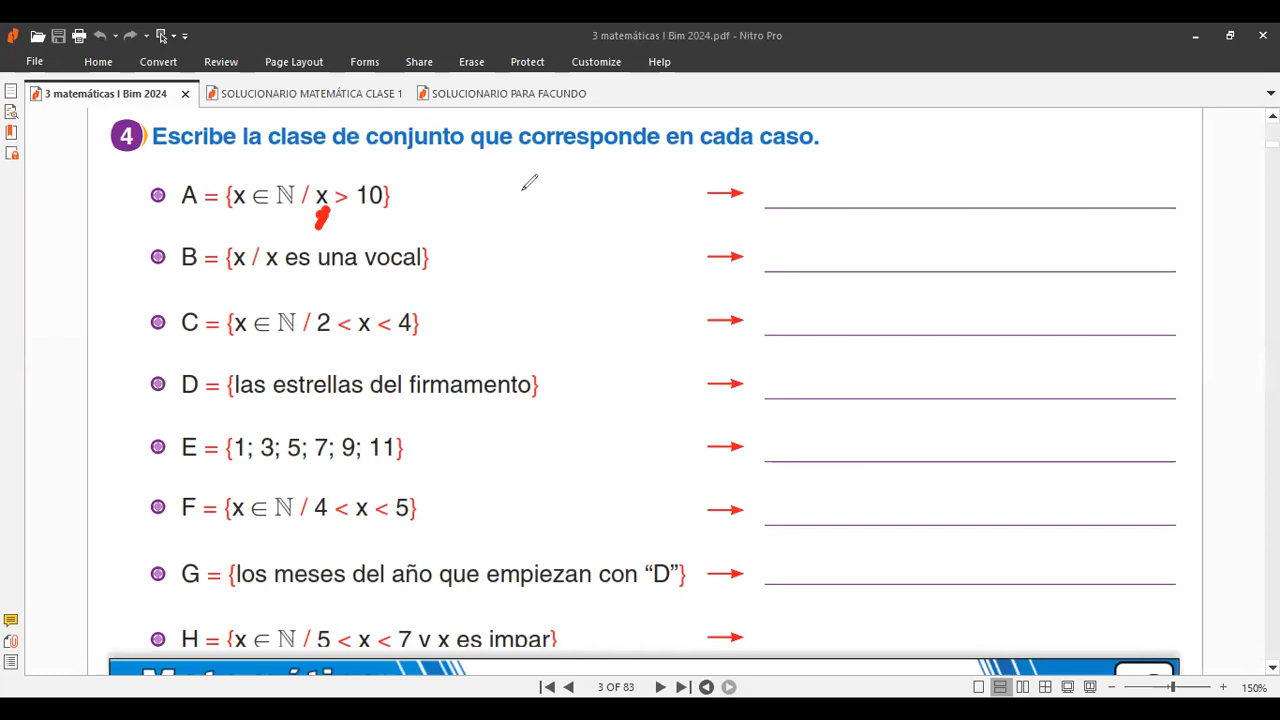 3 matemáticas I Bim 2024.pdf - Nitro Pro
File Home Convert Review Page Layout Forms Share Erase Protect Customize Help
3 matemáticas I Bim 2024 SOLUCIONARIO MATEMÁTICA CLASE 1 SOLUCIONARIO PARA FACUNDO
4 Escribe la clase de conjunto que corresponde en cada caso.
A = {x ∈ ℕ / x > 10}
B = {x / x es una vocal}
C = {x ∈ ℕ / 2 < x < 4}
D = {las estrellas del firmamento}
E = {1; 3; 5; 7; 9; 11}
F = {x ∈ ℕ / 4 < x < 5}
G = {los meses del año que empiezan con “D”}
H = {x ∈ ℕ / 5 < x < 7 y x es impar}
3 OF 83
150%